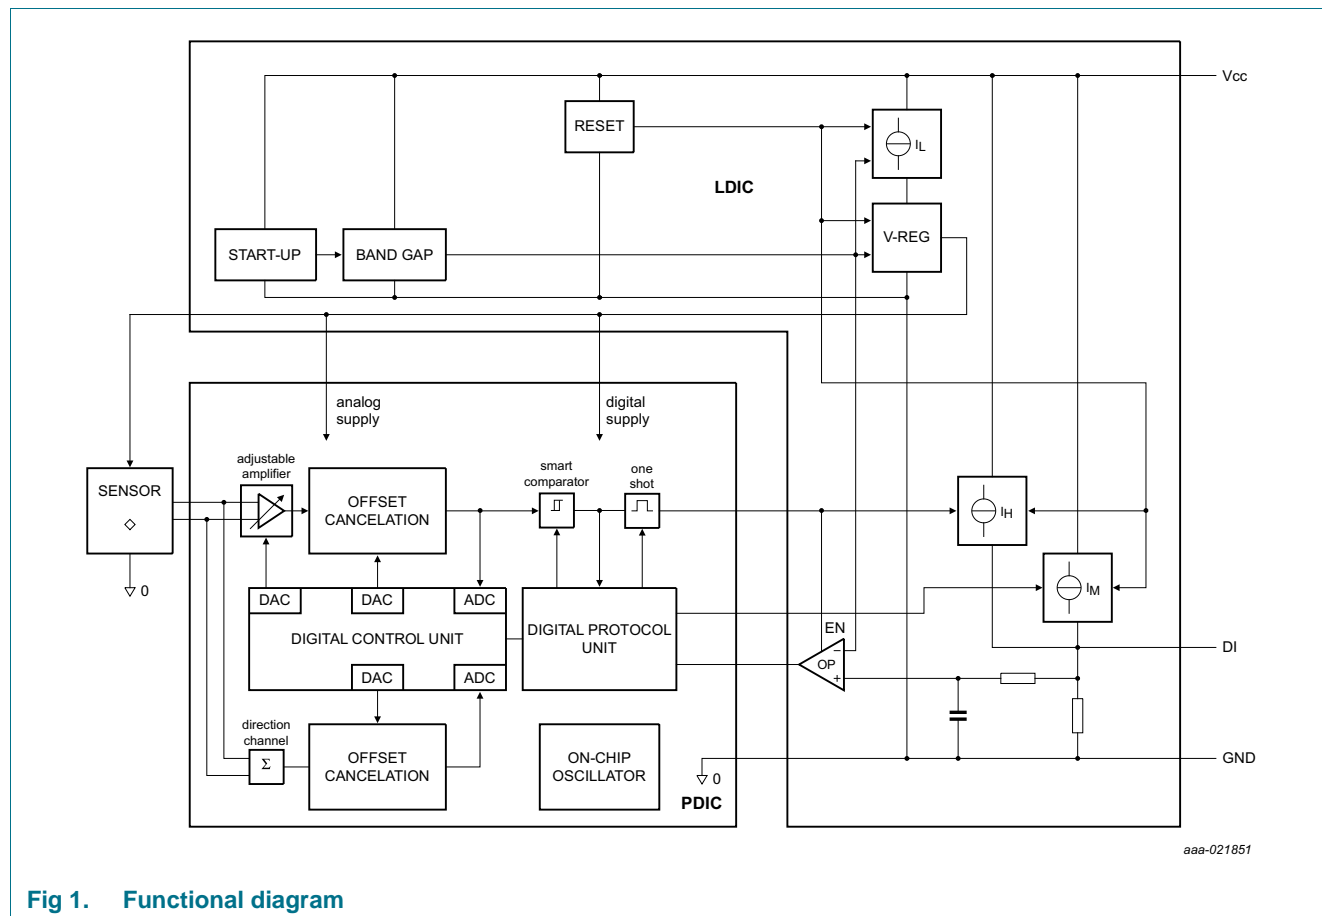 Vcc
RESET
IL
LDIC
V-REG
START-UP
BAND GAP
analog
supply
digital
supply
adjustable
amplifier
smart
comparator
one
shot
SENSOR
OFFSET
CANCELATION
IH
0
IM
DAC
DAC
ADC
DIGITAL CONTROL UNIT
DIGITAL PROTOCOL
UNIT
EN
−
OP
+
DI
DAC
ADC
direction
channel
Σ
OFFSET
CANCELATION
ON-CHIP
OSCILLATOR
0
PDIC
GND
aaa-021851
Fig 1. Functional diagram